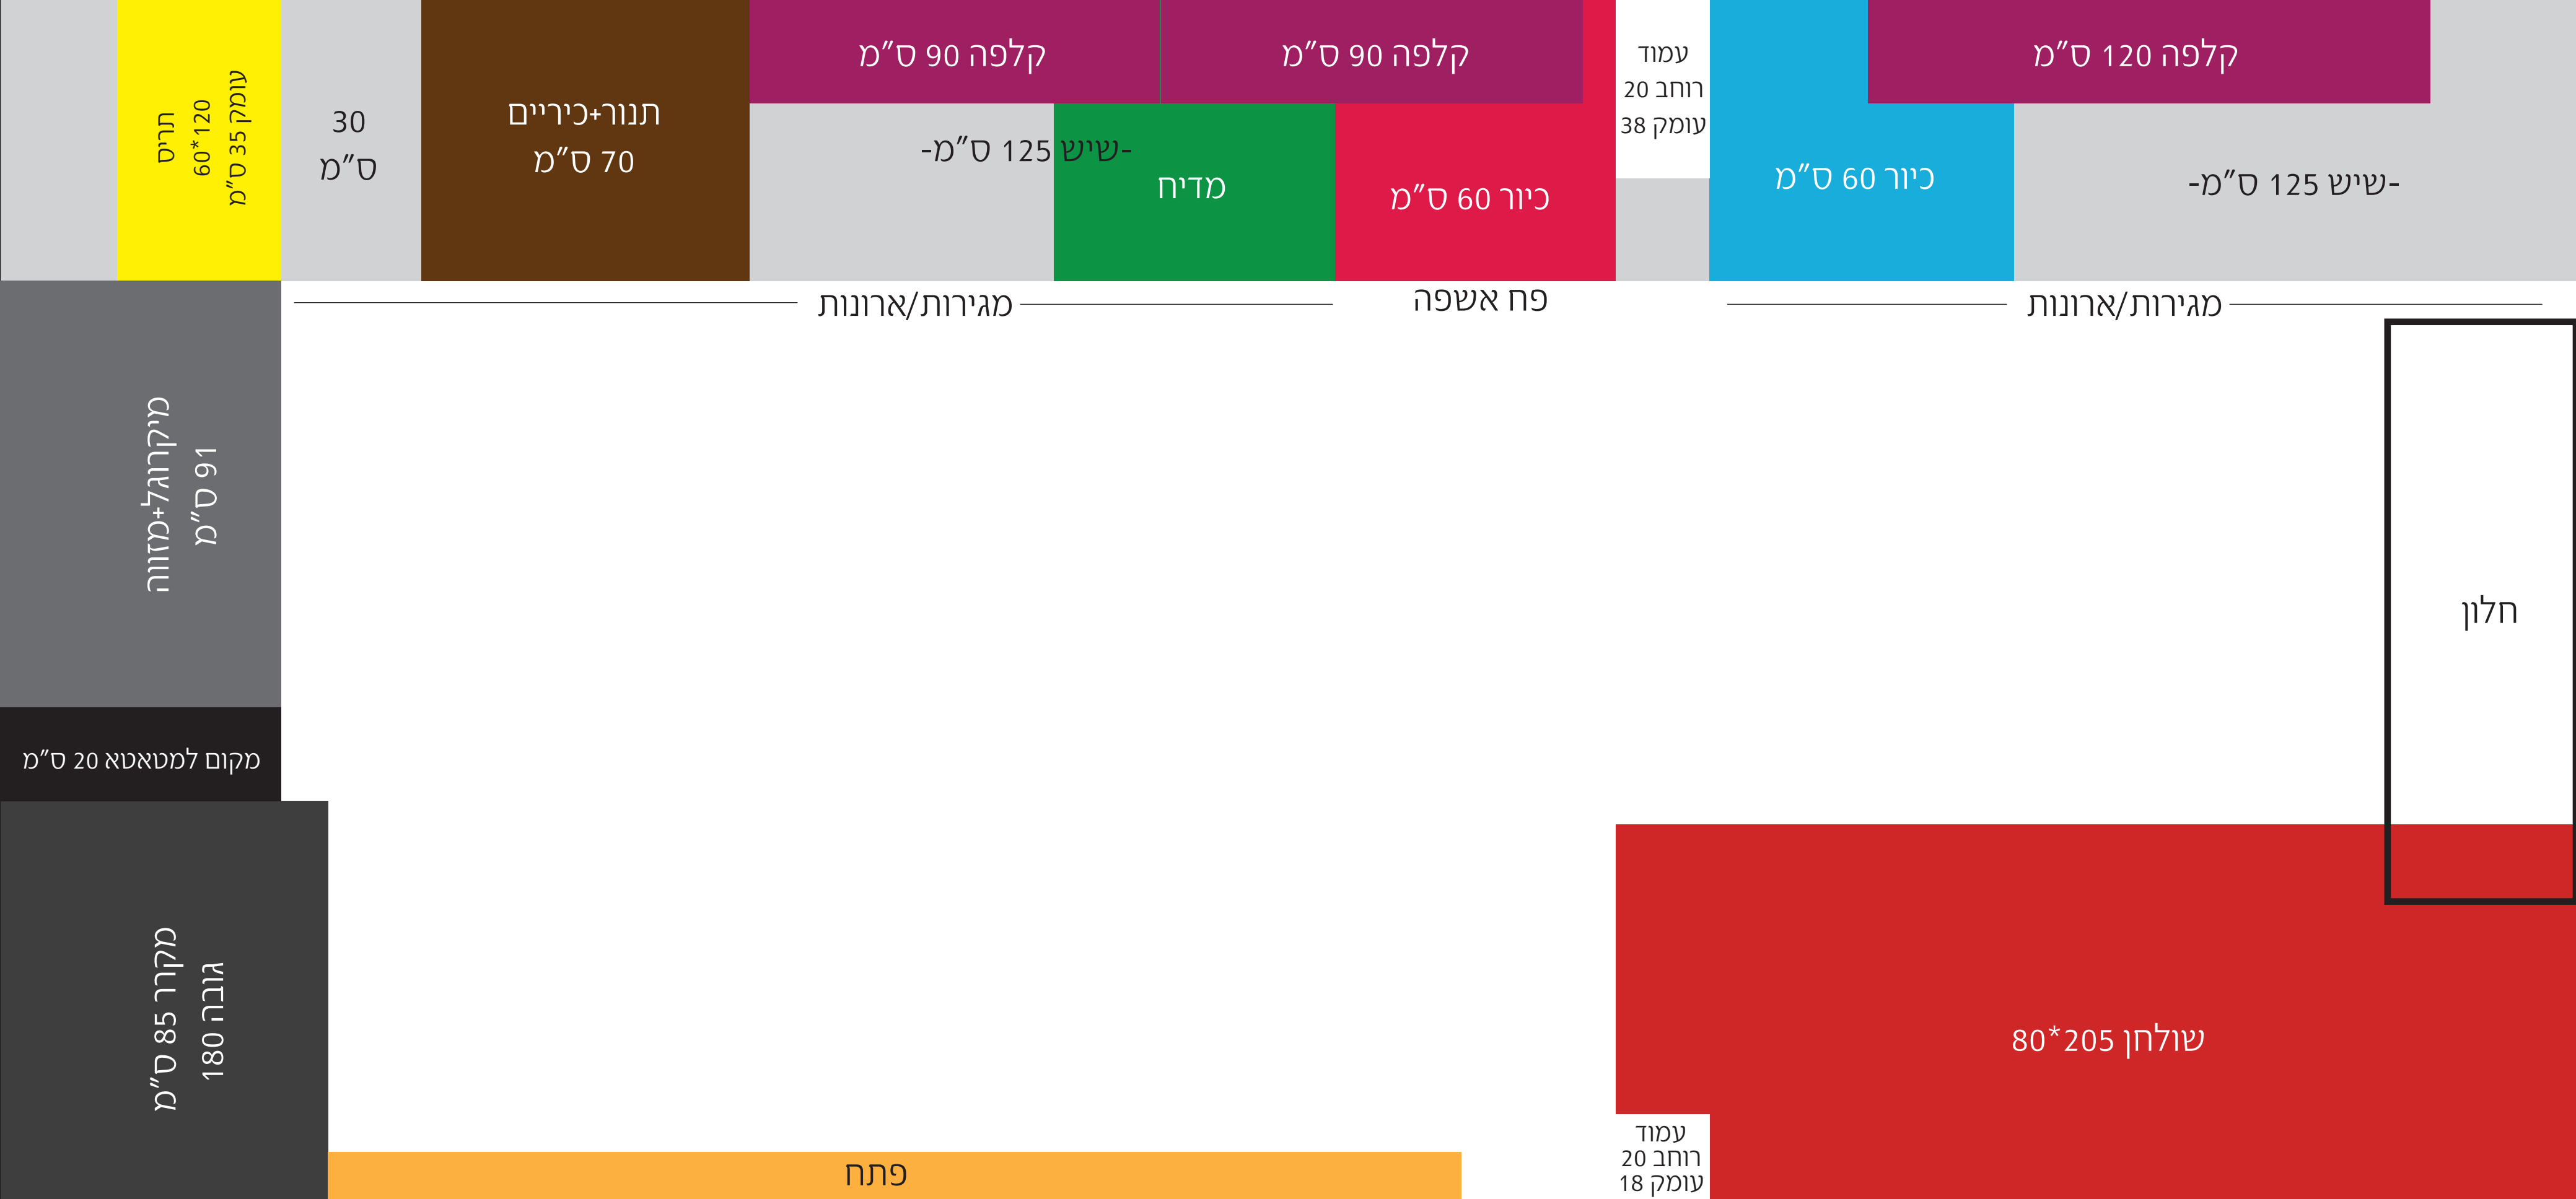 קלפה 120 ס"מ
עמוד
רוחב 20
עומק 38
קלפה 90 ס"מ
קלפה 90 ס"מ
תנור+כיריים
70 ס"מ
30
ס"מ
תריס
60*120
עומק 35 ס"מ
-שיש 125 ס"מ-
כיור 60 ס"מ
כיור 60 ס"מ
מדיח
-שיש 125 ס"מ-
מגירות/ארונות
פח אשפה
מגירות/ארונות
חלון
מיקרוגל+מזווה
91 ס"מ
מקום למטאטא 20 ס"מ
מקרר 85 ס"מ
גובה 180
שולחן 205*80
עמוד
רוחב 20
עומק 18
פתח